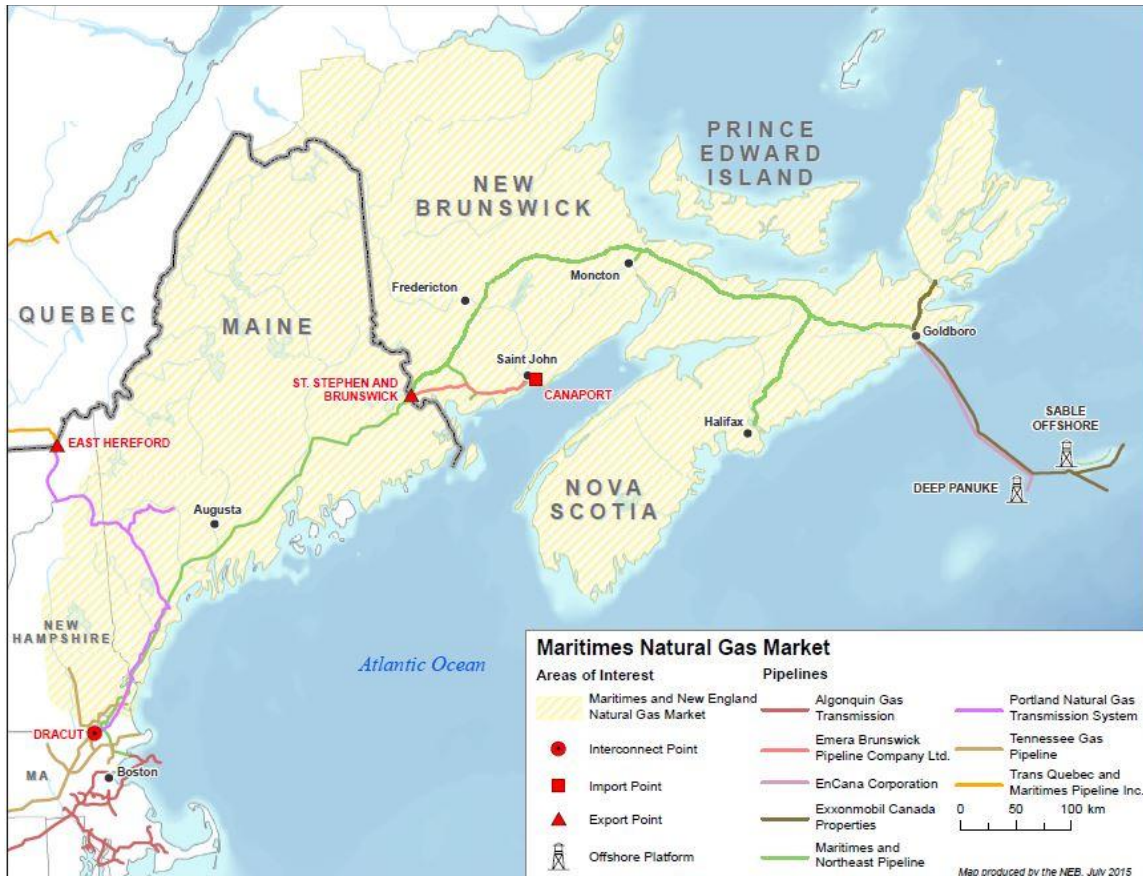 PRINCE
EDWARD
ISLAND
NEW
BRUNSWICK
Moncton
Fredericton
QUEBEC
MAINE
Goldboro
Saint John
ST. STEPHEN AND
BRUNSWICK
CANAPORT
EAST HEREFORD
Halifax
SABLE
OFFSHORE
DEEP PANUKE
NOVA
SCOTIA
Augusta
NEW
HAMPSHIRE
Atlantic Ocean
DRACUT
MA
Boston
Maritimes Natural Gas Market
Areas of Interest
Maritimes and New England
Natural Gas Market
Interconnect Point
Import Point
Export Point
Offshore Platform
Pipelines
Algonquin Gas
Transmission
Emera Brunswick
Pipeline Company Ltd.
EnCana Corporation
Exxonmobil Canada
Properties
Maritimes and
Northeast Pipeline
Portland Natural Gas
Transmission System
Tennessee Gas
Pipeline
Trans Quebec and
Maritimes Pipeline Inc.
0 50 100 km
Map produced by the NEB, July 2015